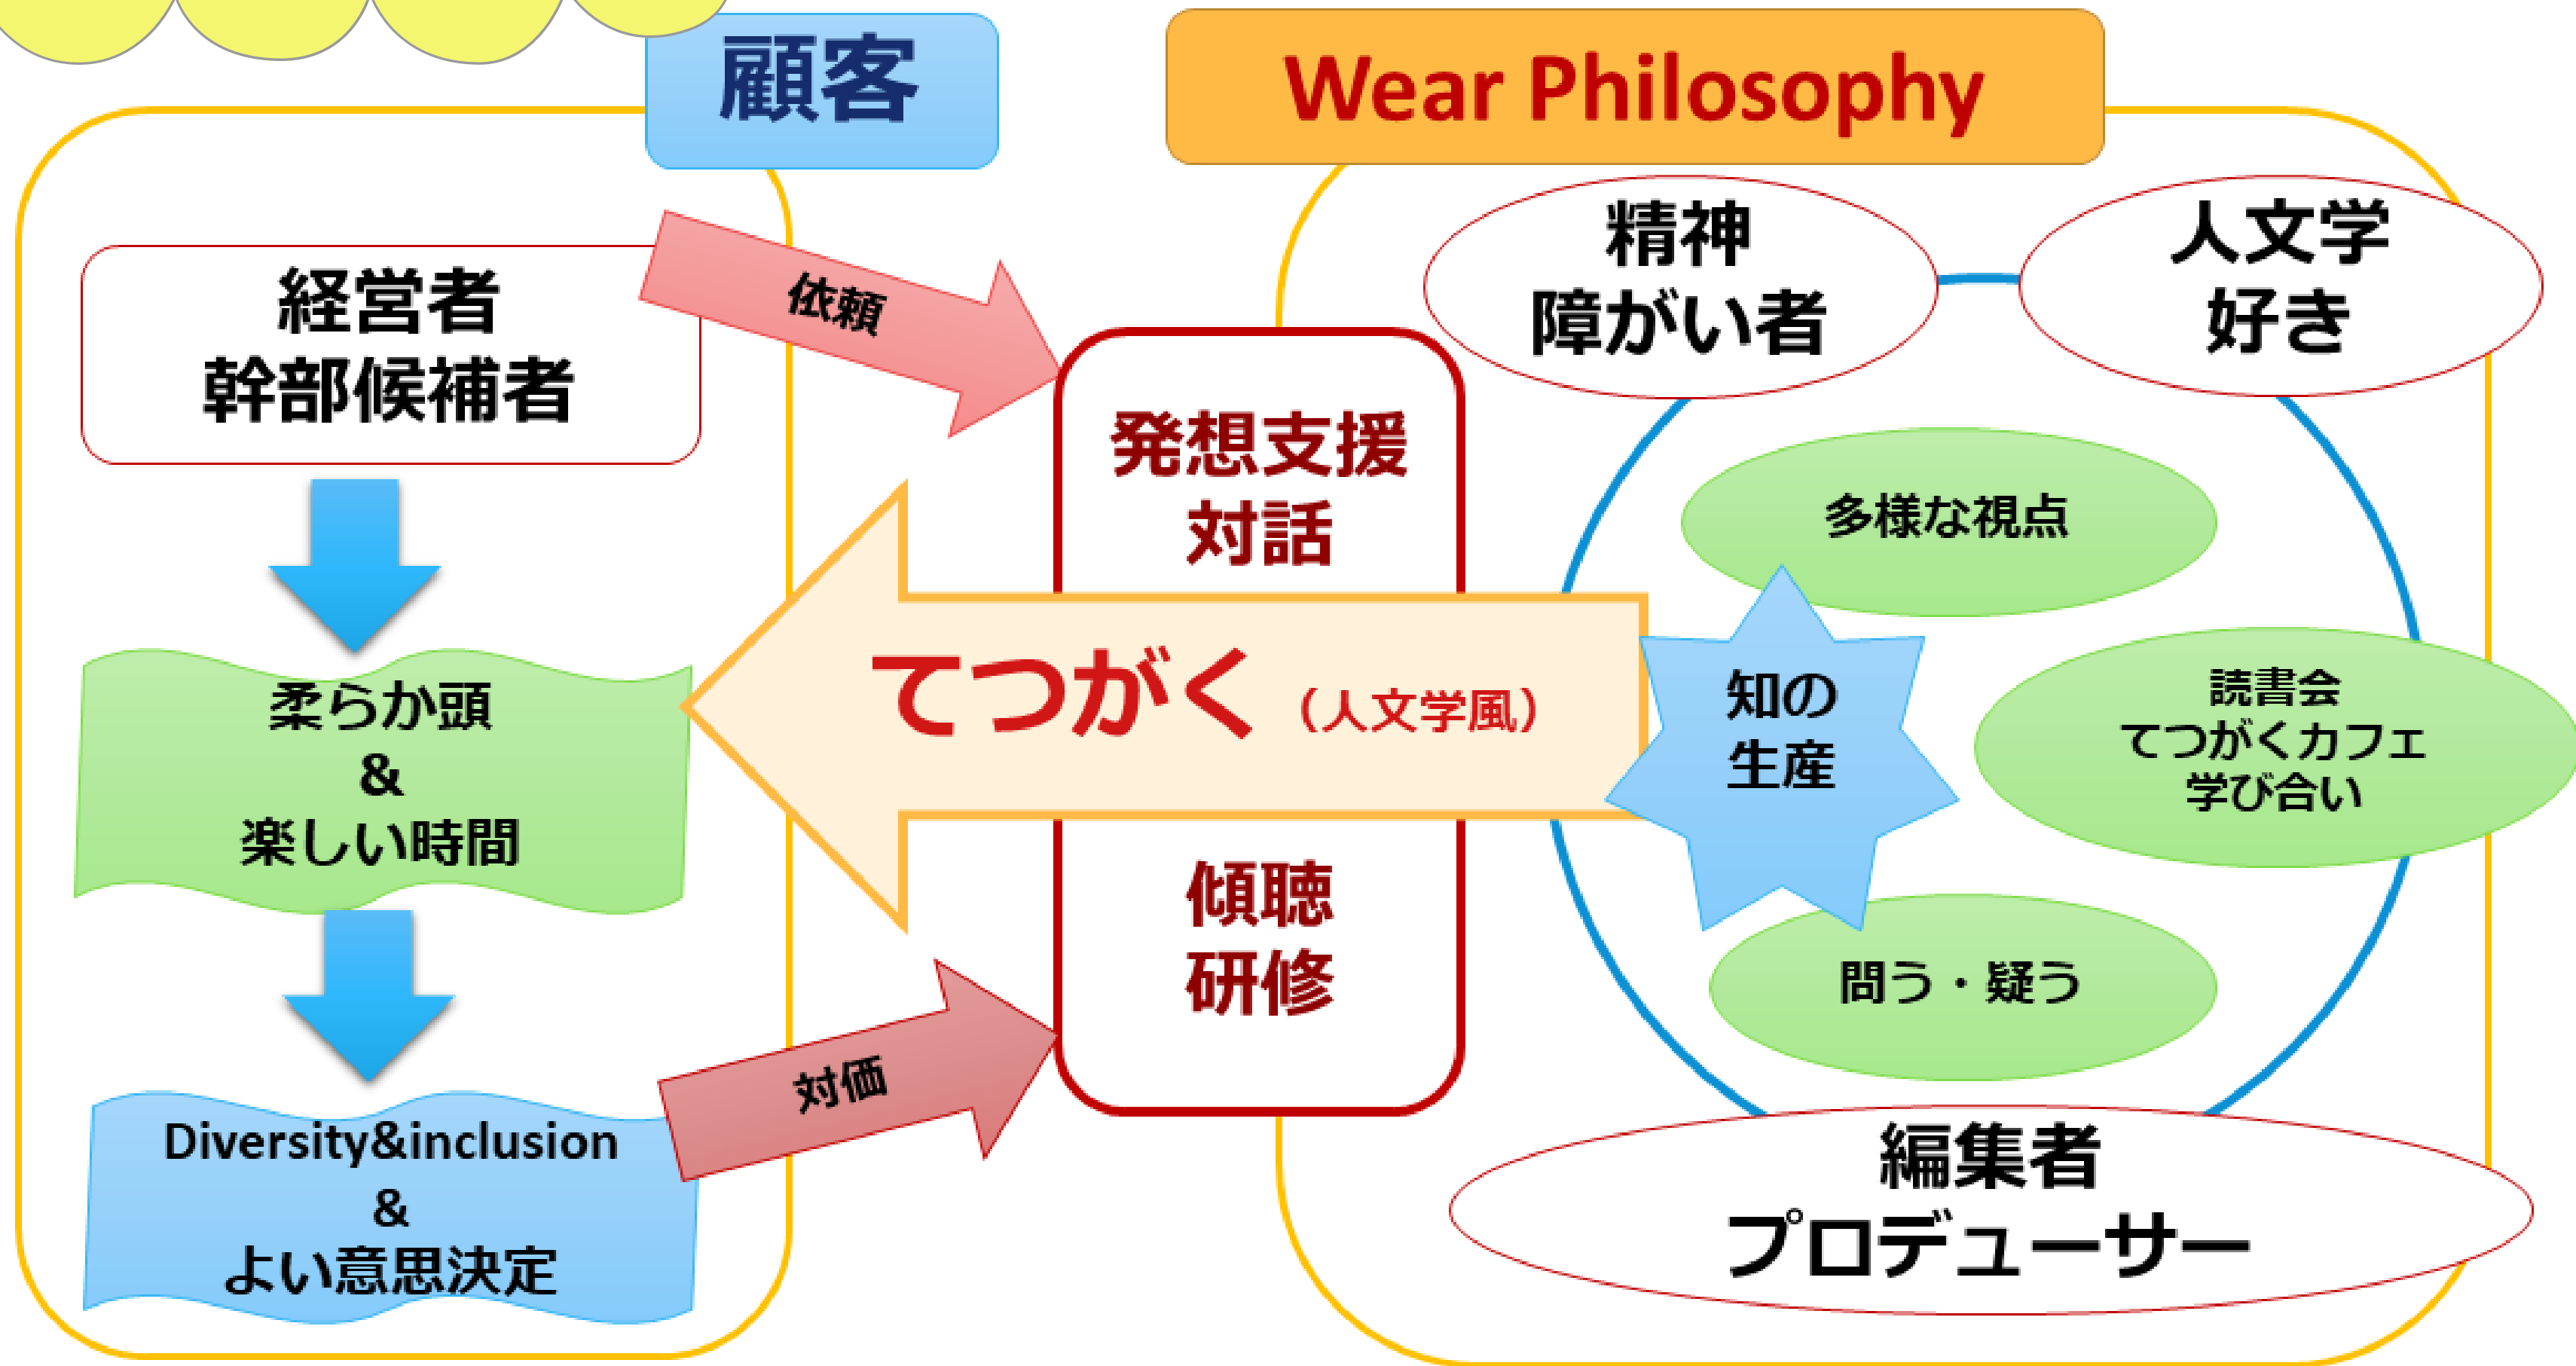 顧客
Wear Philosophy
経営者
幹部候補者
依頼
柔らか頭
&
楽しい時間
Diversity&inclusion
&
よい意思決定
対価
発想支援
対話
てつがく（人文学風）
傾聴
研修
精神
障がい者
人文学
好き
多様な視点
知の
生産
読書会
てつがくカフェ
学び合い
問う・疑う
編集者
プロデューサー